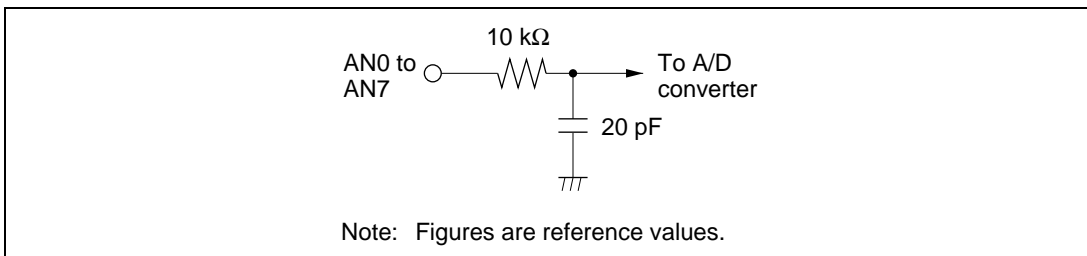 10 kΩ
AN0 to
AN7
To A/D
converter
20 pF
Note: Figures are reference values.